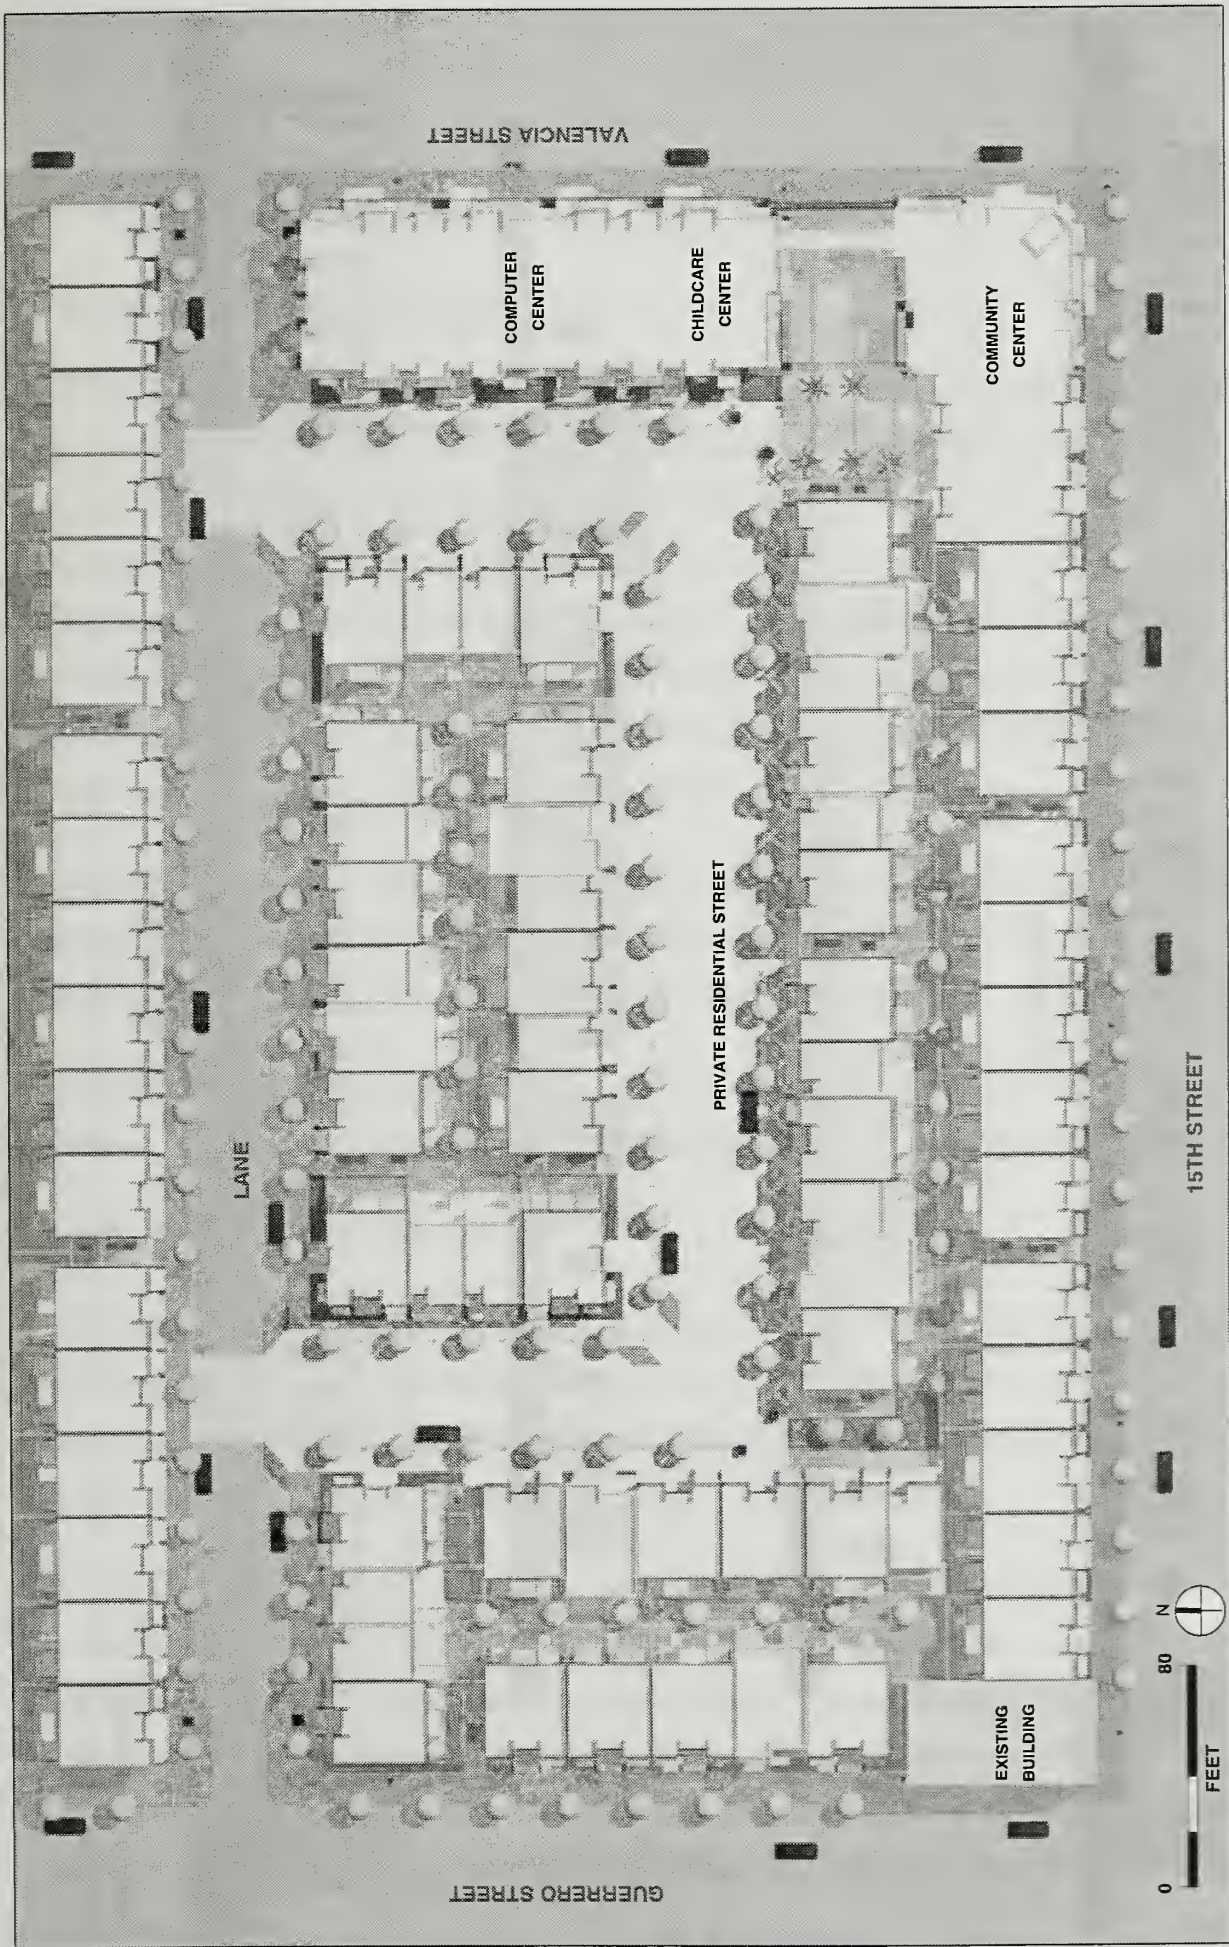 VALENCIA STREET
COMPUTER
CENTER
CHILDCARE
CENTER
COMMUNITY
CENTER
PRIVATE RESIDENTIAL STREET
LANE
15TH STREET
EXISTING
BUILDING
GUERRERO STREET
N
0
80
FEET